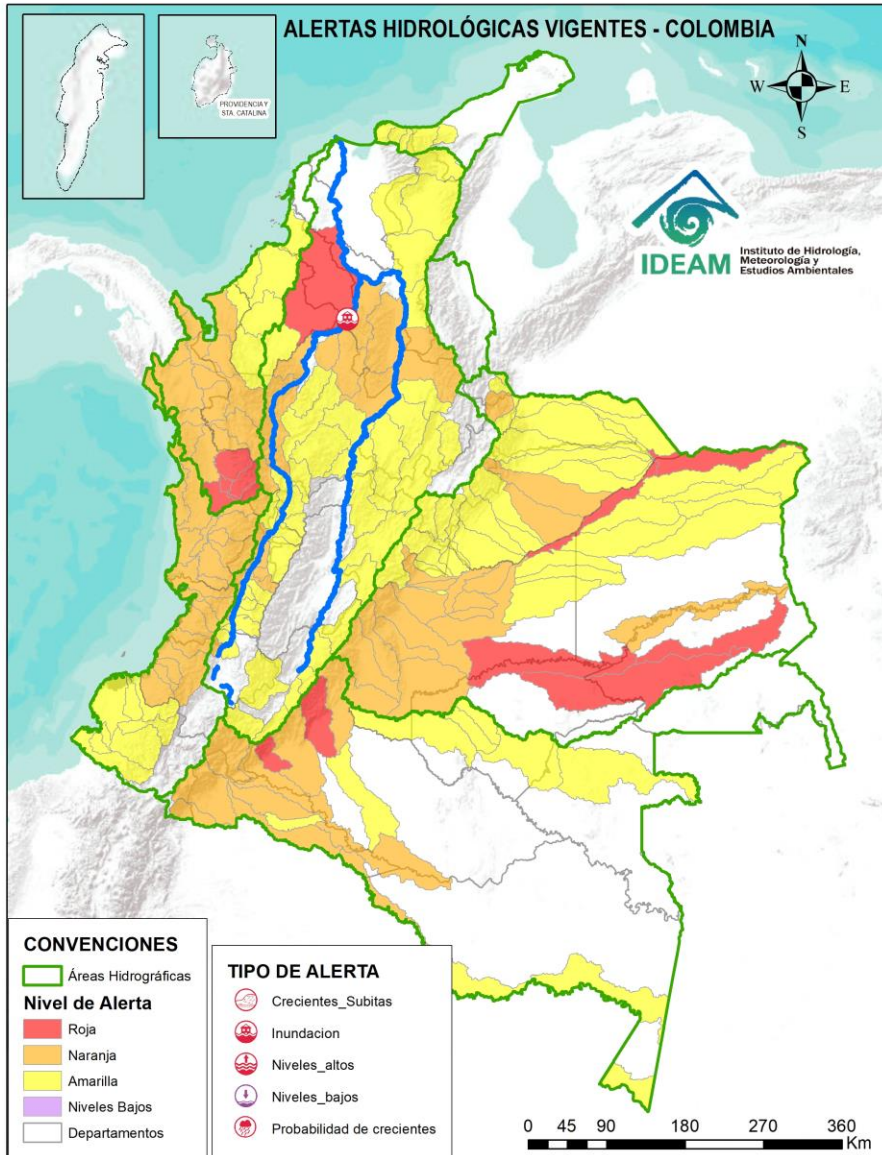 ALERTAS HIDROLÓGICAS VIGENTES - COLOMBIA
PROVIDENCIA Y
STA. CATALINA
N
W
E
S
IDEAM
Instituto de Hidrología,
Meteorología y
Estudios Ambientales
CONVENCIONES
Áreas Hidrográficas
Nivel de Alerta
Roja
Naranja
Amarilla
Niveles Bajos
Departamentos
TIPO DE ALERTA
Crecientes_Subitas
Inundacion
Niveles_altos
Niveles_bajos
Probabilidad de crecientes
0 45 90 180 270 360
Km